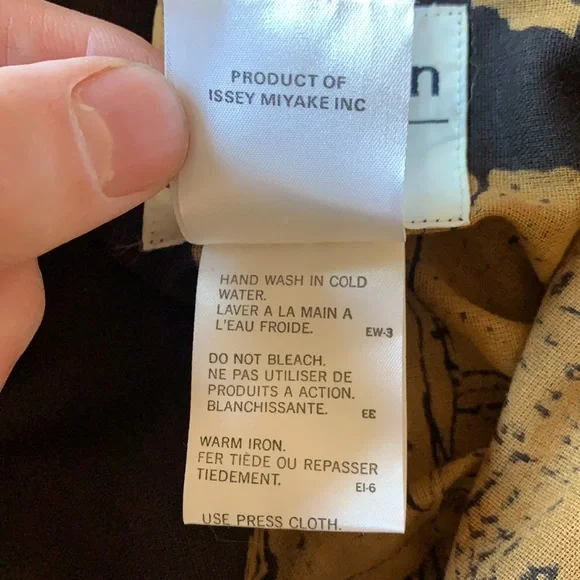 PRODUCT OF
ISSEY MIYAKE INC
n
HAND WASH IN COLD
WATER.
LAVER A LA MAIN A
L'EAU FROIDE. EW-3
DO NOT BLEACH.
NE PAS UTILISER DE
PRODUITS A ACTION.
BLANCHISSANTE. EE
WARM IRON.
FER TIÈDE OU REPASSER
TIEDEMENT. EI-6
USE PRESS CLOTH.